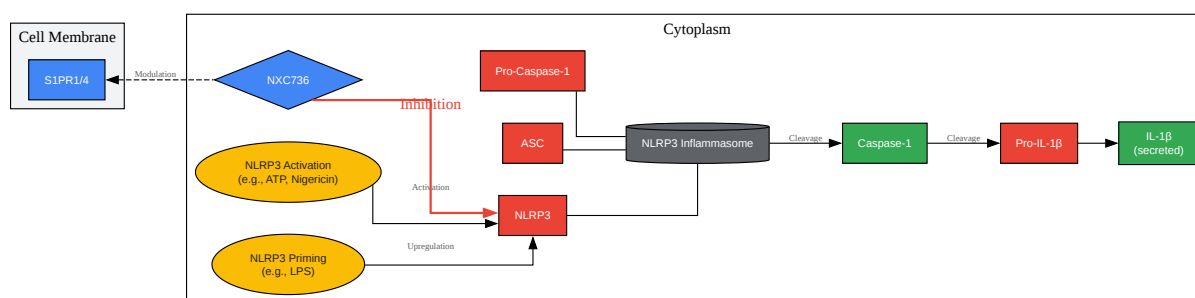 Cell Membrane
S1PR1/4
Modulation
NXC736
Cytoplasm
Inhibition
Pro-Caspase-1
ASC
NLRP3 Inflammasome
Cleavage
Caspase-1
Cleavage
Pro-IL-1β
IL-1β
(secreted)
NLRP3 Activation
(e.g., ATP, Nigericin)
Activation
NLRP3
NLRP3 Priming
(e.g., LPS)
Upregulation